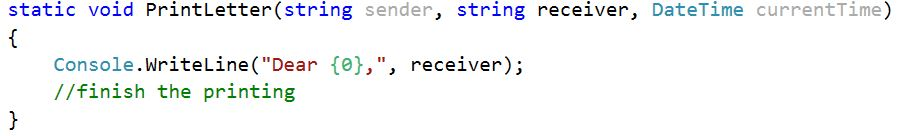 static void PrintLetter(string sender, string receiver, DateTime currentTime)
{
    Console.WriteLine("Dear {0},", receiver);
    //finish the printing
}